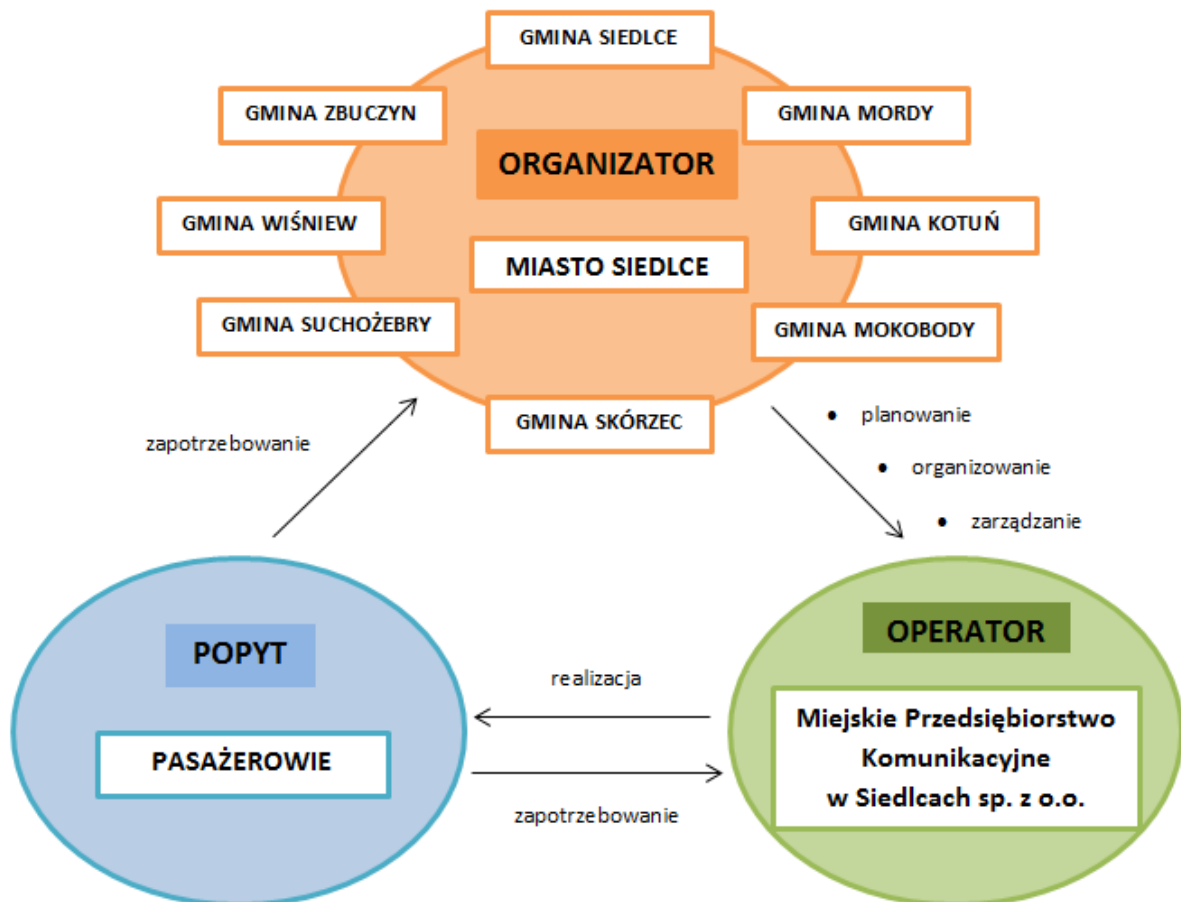 GMINA SIEDLCE
GMINA ZBUCZYN
GMINA MORDY
ORGANIZATOR
GMINA WIŚNIEW
GMINA KOTUŃ
MIASTO SIEDLCE
GMINA SUCHOŻEBRY
GMINA MOKOBODY
GMINA SKÓRZEC
zapotrzebowanie
• planowanie
• organizowanie
• zarządzanie
POPYT
PASAŻEROWIE
OPERATOR
Miejskie Przedsiębiorstwo
Komunikacyjne
w Siedlcach sp. z o.o.
realizacja
zapotrzebowanie